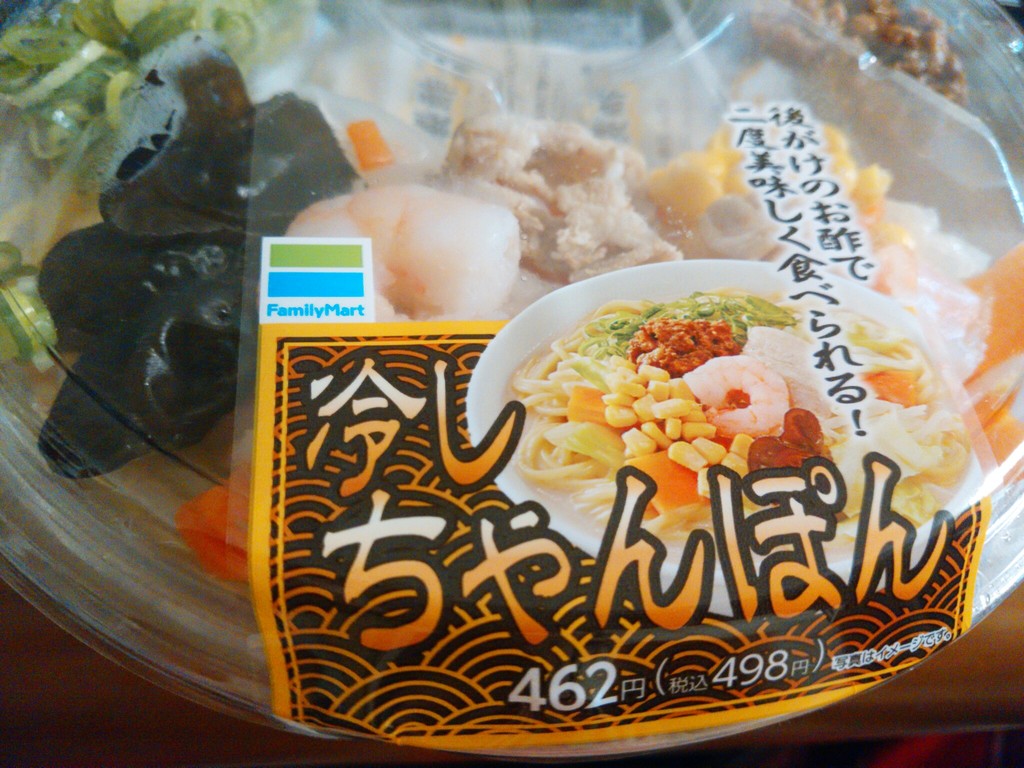 後がけのお酢で
二度美味しく食べられる！
FamilyMart
冷し
ちゃんぽん
462円(税込498円)
写真はイメージです。